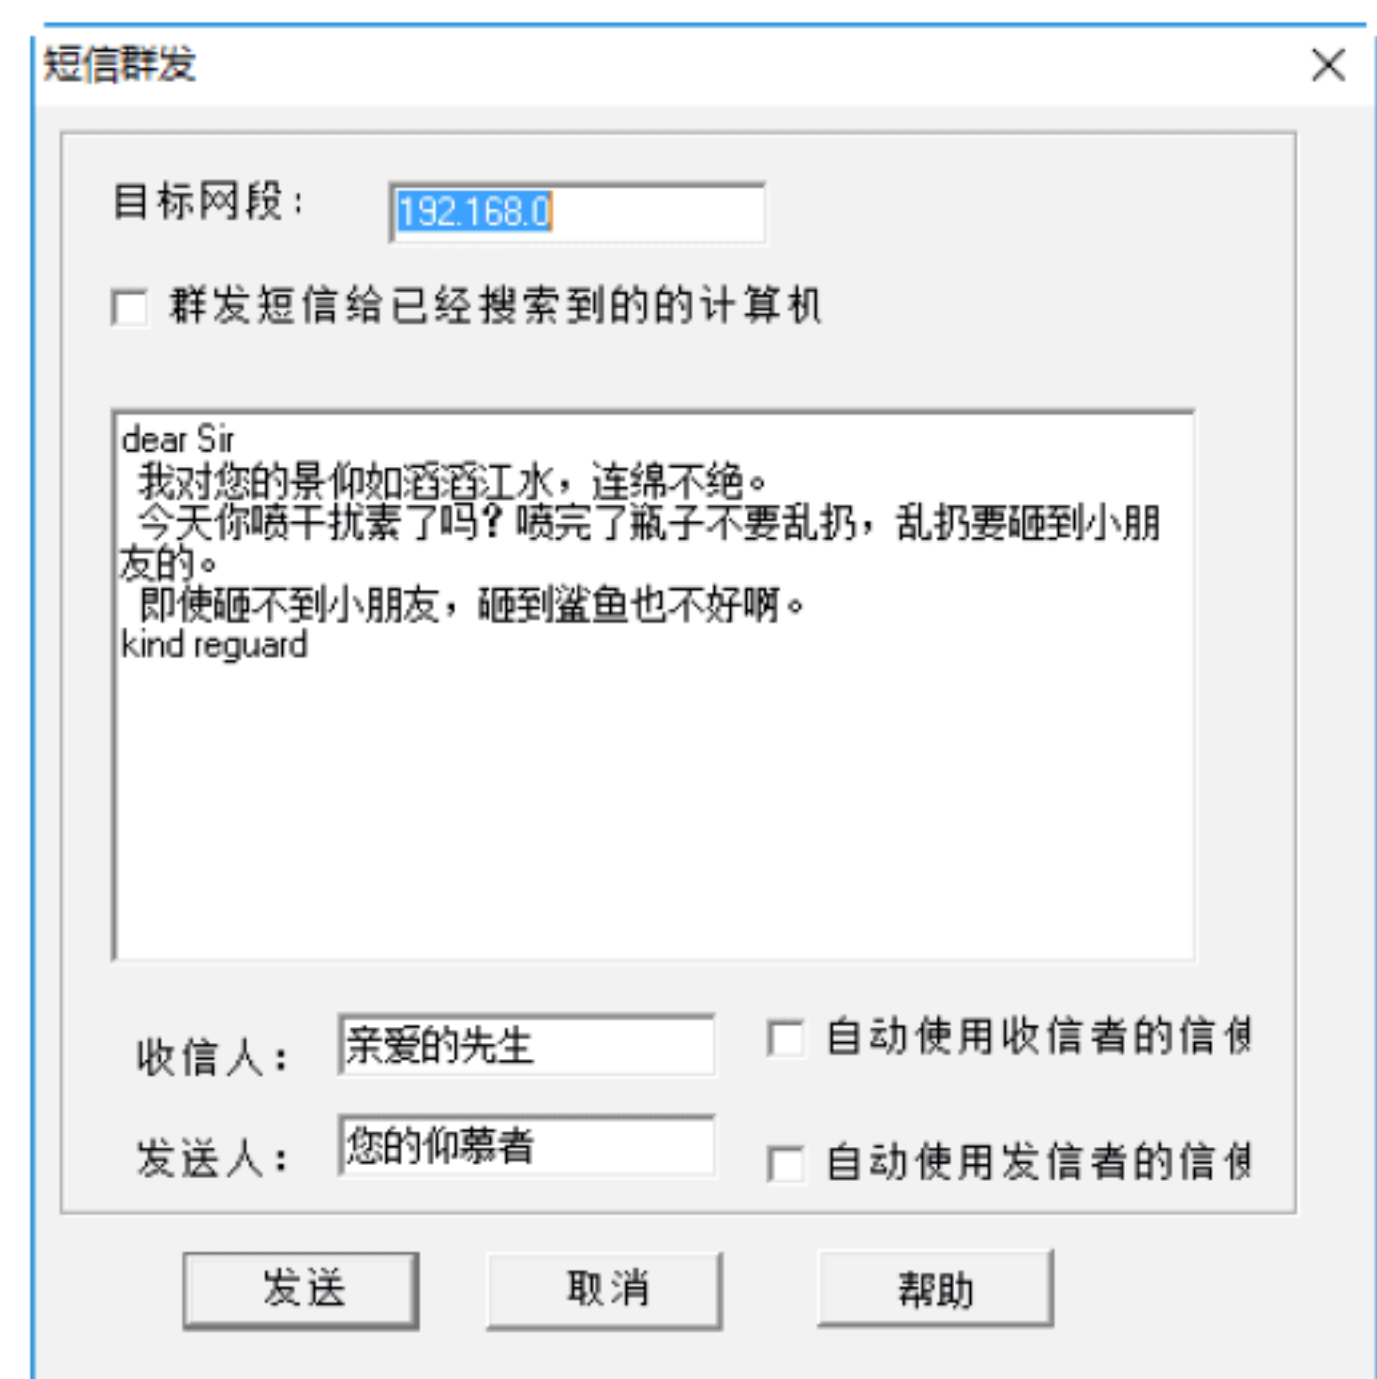 短信群发
目标网段：
192.168.0
群发短信给已经搜索到的的计算机
dear Sir
我对您的景仰如滔滔江水，连绵不绝。
今天你喷干扰素了吗？喷完了瓶子不要乱扔，乱扔要砸到小朋
友的。
即使砸不到小朋友，砸到鲨鱼也不好啊。
kind reguard
收信人：
亲爱的先生
自动使用收信者的信使
发送人：
您的仰慕者
自动使用发信者的信使
发送
取消
帮助